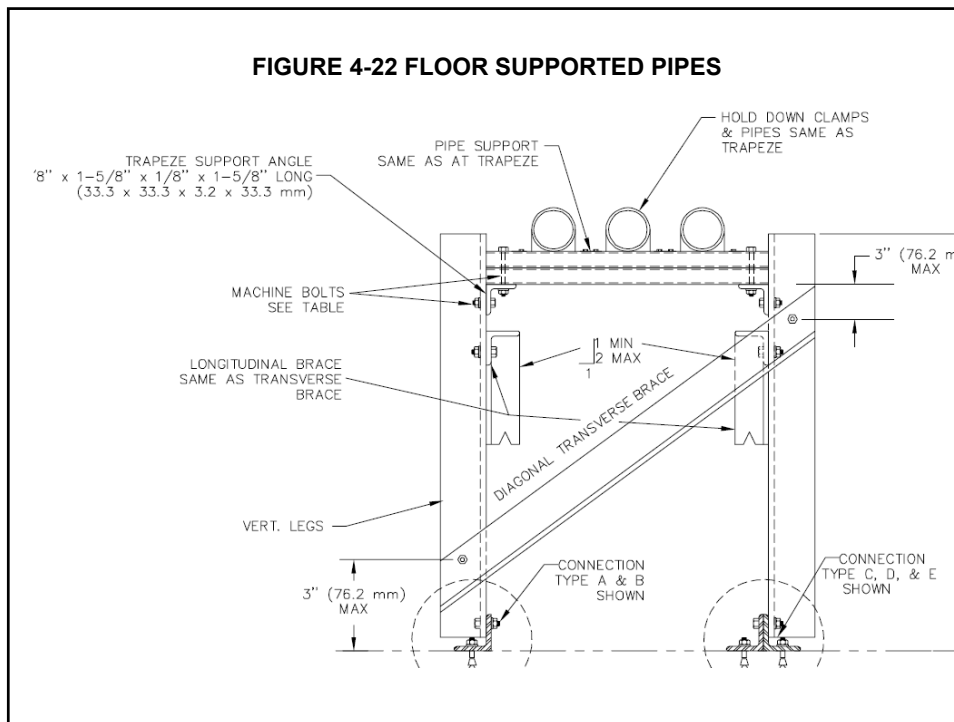 FIGURE 4-22 FLOOR SUPPORTED PIPES
HOLD DOWN CLAMPS
& PIPES SAME AS
TRAPEZE
PIPE SUPPORT
SAME AS AT TRAPEZE
TRAPEZE SUPPORT ANGLE
8" x 1-5/8" x 1/8" x 1-5/8" LONG
(33.3 x 33.3 x 3.2 x 33.3 mm)
3" (76.2 m
MAX
MACHINE BOLTS
SEE TABLE
1 MIN
2 MAX
1
LONGITUDINAL BRACE
SAME AS TRANSVERSE
BRACE
DIAGONAL TRANSVERSE BRACE
VERT. LEGS
CONNECTION
TYPE A & B
SHOWN
CONNECTION
TYPE C, D, & E
SHOWN
3" (76.2 mm)
MAX